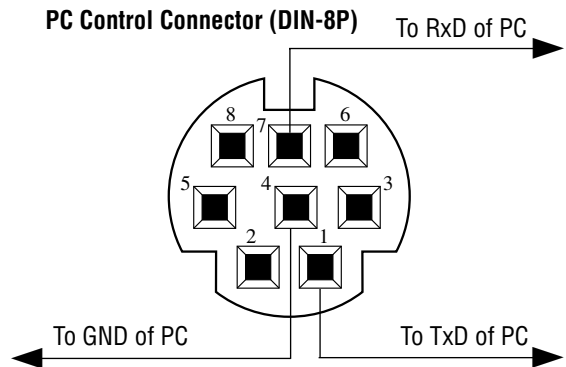 PC Control Connector (DIN-8P)
To RxD of PC
8 7 6
5 4 3
2 1
To GND of PC
To TxD of PC